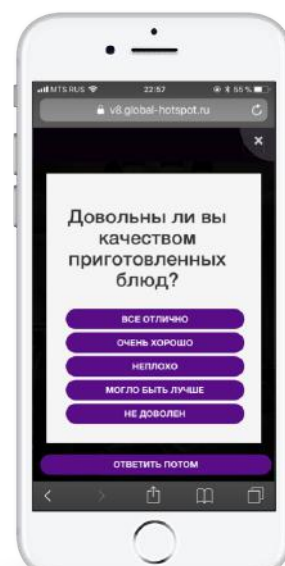 MTS RUS 22:57 55 %
v8.global-hotspot.ru
×
Довольны ли вы
качеством
приготовленных
блюд?
ВСЕ ОТЛИЧНО
ОЧЕНЬ ХОРОШО
НЕПЛОХО
МОГЛО БЫТЬ ЛУЧШЕ
НЕ ДОВОЛЕН
ОТВЕТИТЬ ПОТОМ